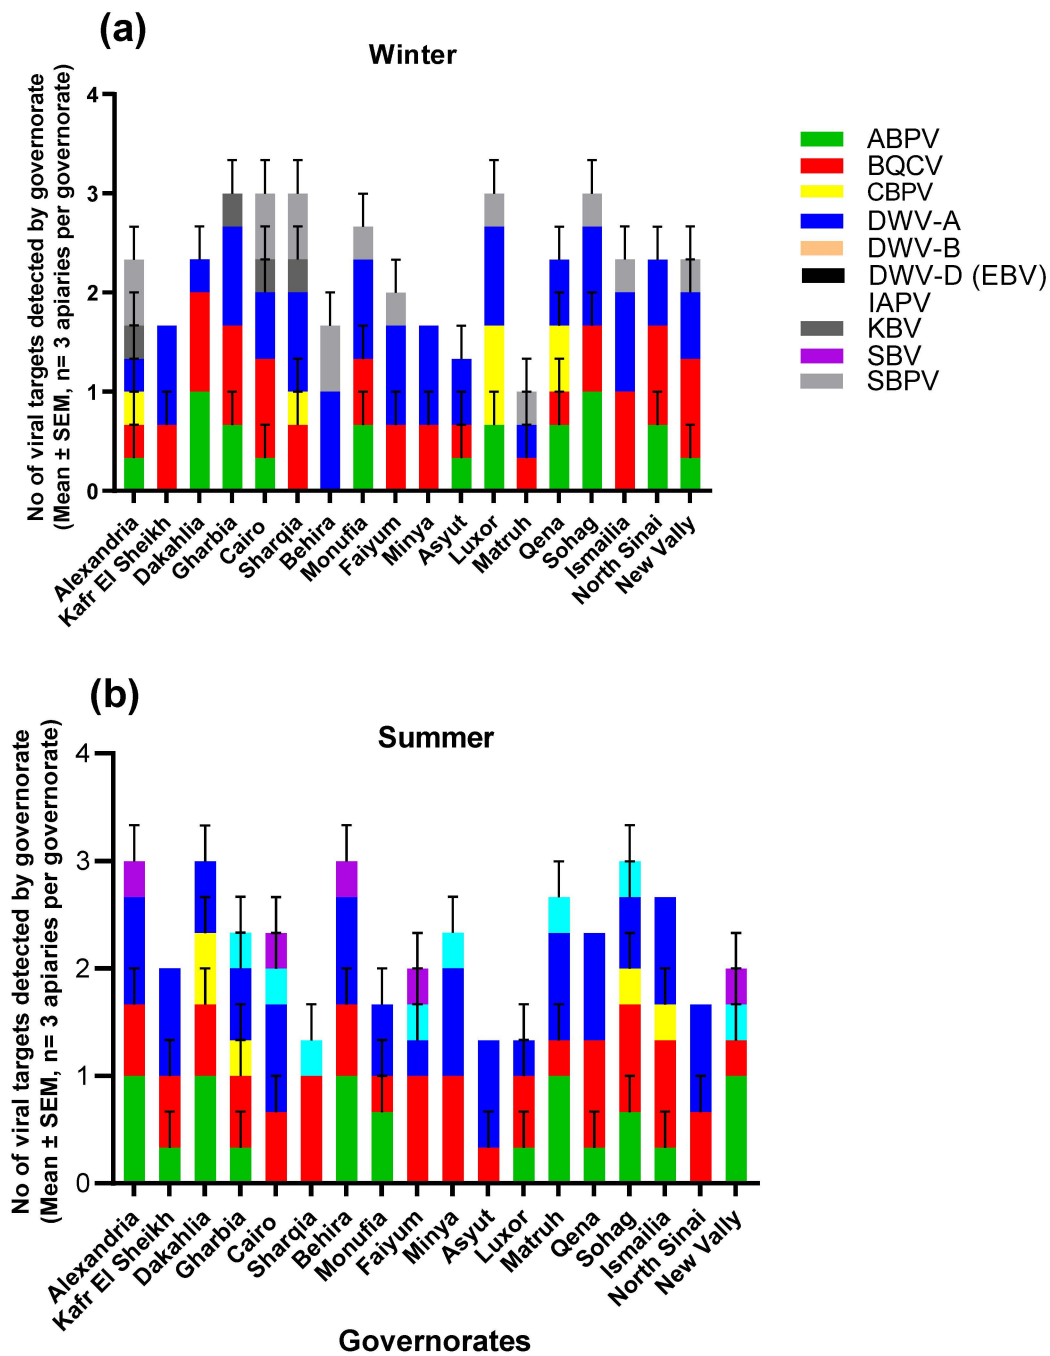 (a)
Winter
No of viral targets detected by governorate
(Mean ± SEM, n= 3 apiaries per governorate)
4
3
2
1
0
Alexandria
Kafr El Sheikh
Dakahlia
Gharbia
Cairo
Sharqia
Behira
Monufia
Faiyum
Minya
Asyut
Luxor
Matruh
Qena
Sohag
Ismailia
North Sinai
New Vally
ABPV
BQCV
CBPV
DWV-A
DWV-B
DWV-D (EBV)
IAPV
KBV
SBV
SBPV
(b)
Summer
No of viral targets detected by governorate
(Mean ± SEM, n= 3 apiaries per governorate)
4
3
2
1
0
Alexandria
Kafr El Sheikh
Dakahlia
Gharbia
Cairo
Sharqia
Behira
Monufia
Faiyum
Minya
Asyut
Luxor
Matruh
Qena
Sohag
Ismailia
North Sinai
New Vally
Governorates